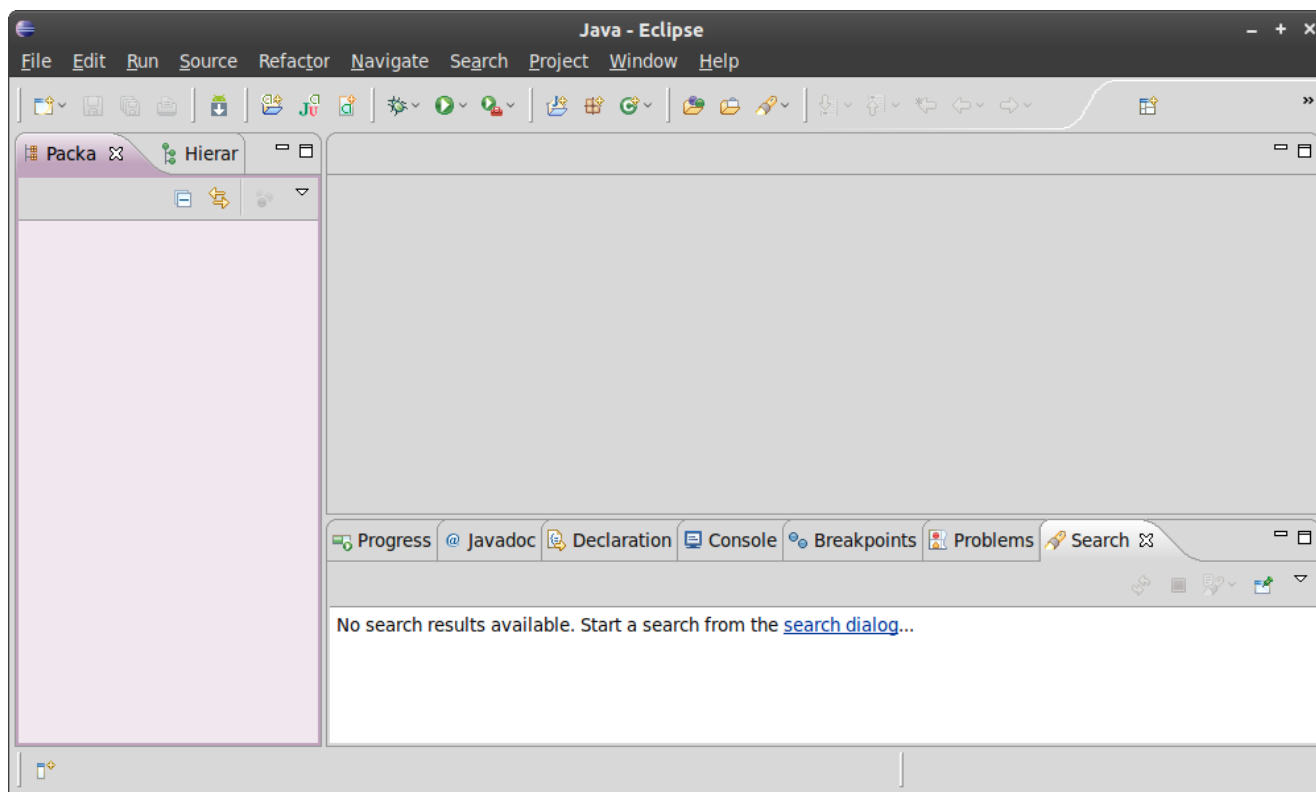 Java - Eclipse
File Edit Run Source Refactor Navigate Search Project Window Help
Packa Hierar
Progress @ Javadoc Declaration Console Breakpoints Problems Search
No search results available. Start a search from the search dialog...